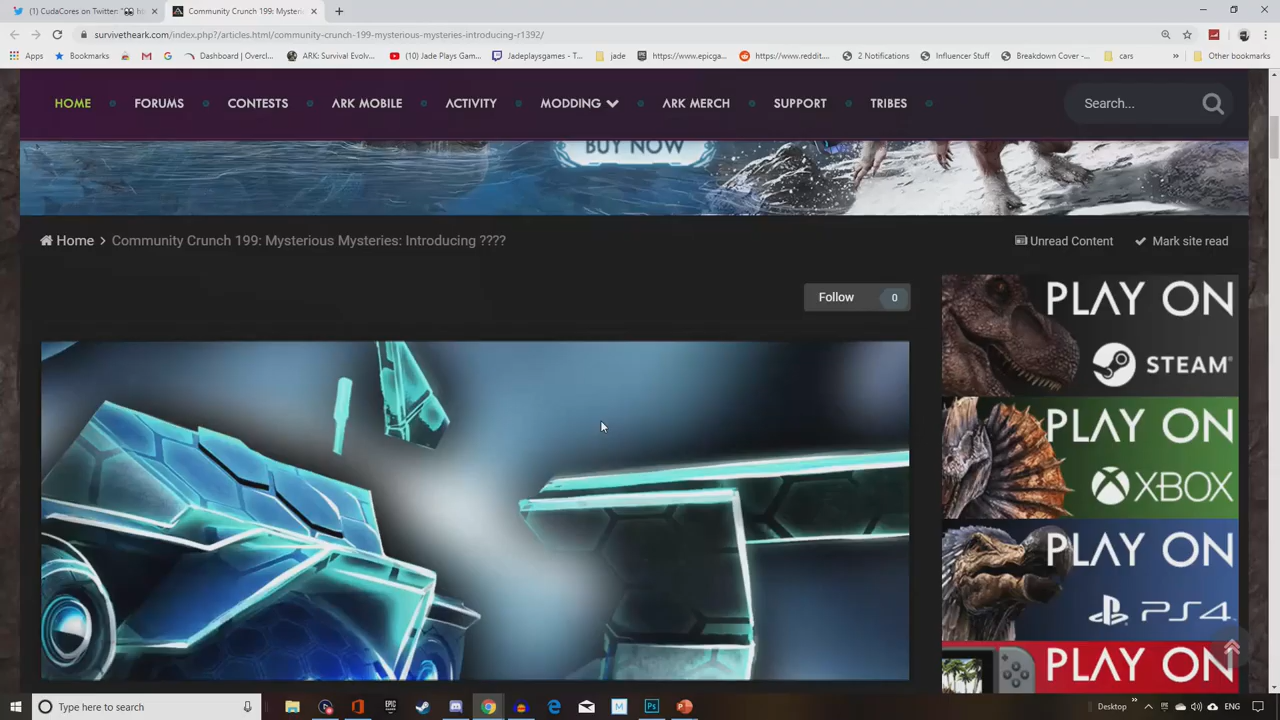 (1) CudaCores on Twitter: "👀 ho
Community Crunch 199: Mysterio
survivetheark.com/index.php?/articles.html/community-crunch-199-mysterious-mysteries-introducing-r1392/
Apps Bookmarks Getting Dashboard | Overcl... ARK: Survival Evolv... (10) Jade Plays Gam... Jadeplaysgames - T... jade https://www.epicga... https://www.reddit.... 2 Notifications Influencer Stuff Breakdown Cover -... cars » Other bookmarks
HOME FORUMS CONTESTS ARK MOBILE ACTIVITY MODDING ARK MERCH SUPPORT TRIBES Search...
BUY NOW
Home > Community Crunch 199: Mysterious Mysteries: Introducing ???? Unread Content Mark site read
Follow 0
PLAY ON
STEAM
PLAY ON
XBOX
PLAY ON
PS4
PLAY ON
Type here to search Desktop » ENG